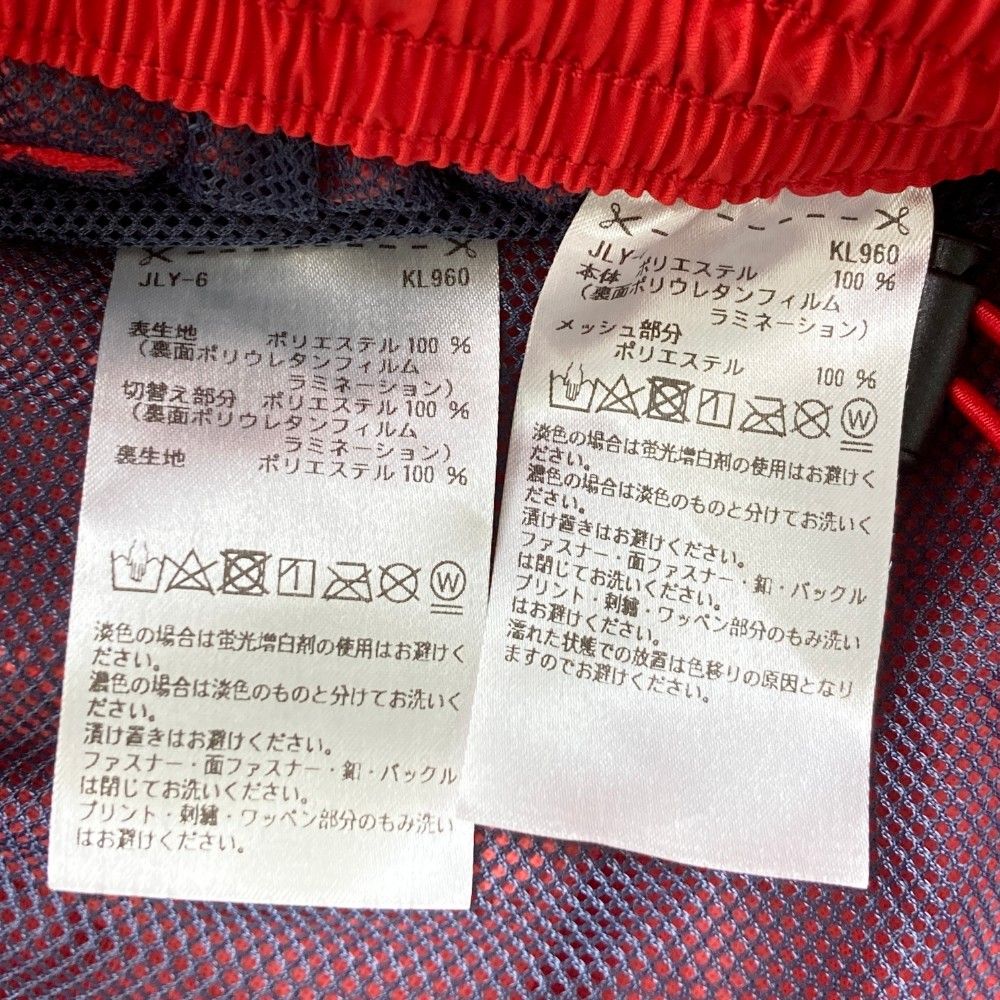 JLY-6 KL960
表生地 ポリエステル 100 %
(裏面ポリウレタンフィルム
ラミネーション)
切替え部分 ポリエステル 100 %
(裏面ポリウレタンフィルム
ラミネーション)
裏生地 ポリエステル 100 %
W
淡色の場合は蛍光増白剤の使用はお避けく
ださい。
濃色の場合は淡色のものと分けてお洗いく
ださい。
漬け置きはお避けください。
ファスナー・面ファスナー・釦・バックル
は閉じてお洗いください。
プリント・刺繍・ワッペン部分のもみ洗い
はお避けください。
JLY- KL960
本体 ポリエステル 100 %
(裏面ポリウレタンフィルム
ラミネーション)
メッシュ部分
ポリエステル 100 %
W
淡色の場合は蛍光増白剤の使用はお避けく
ださい。
濃色の場合は淡色のものと分けてお洗いく
ださい。
漬け置きはお避けください。
ファスナー・面ファスナー・釦・バックル
は閉じてお洗いください。
プリント・刺繍・ワッペン部分のもみ洗い
はお避けください。
濡れた状態での放置は色移りの原因となり
ますのでお避けください。